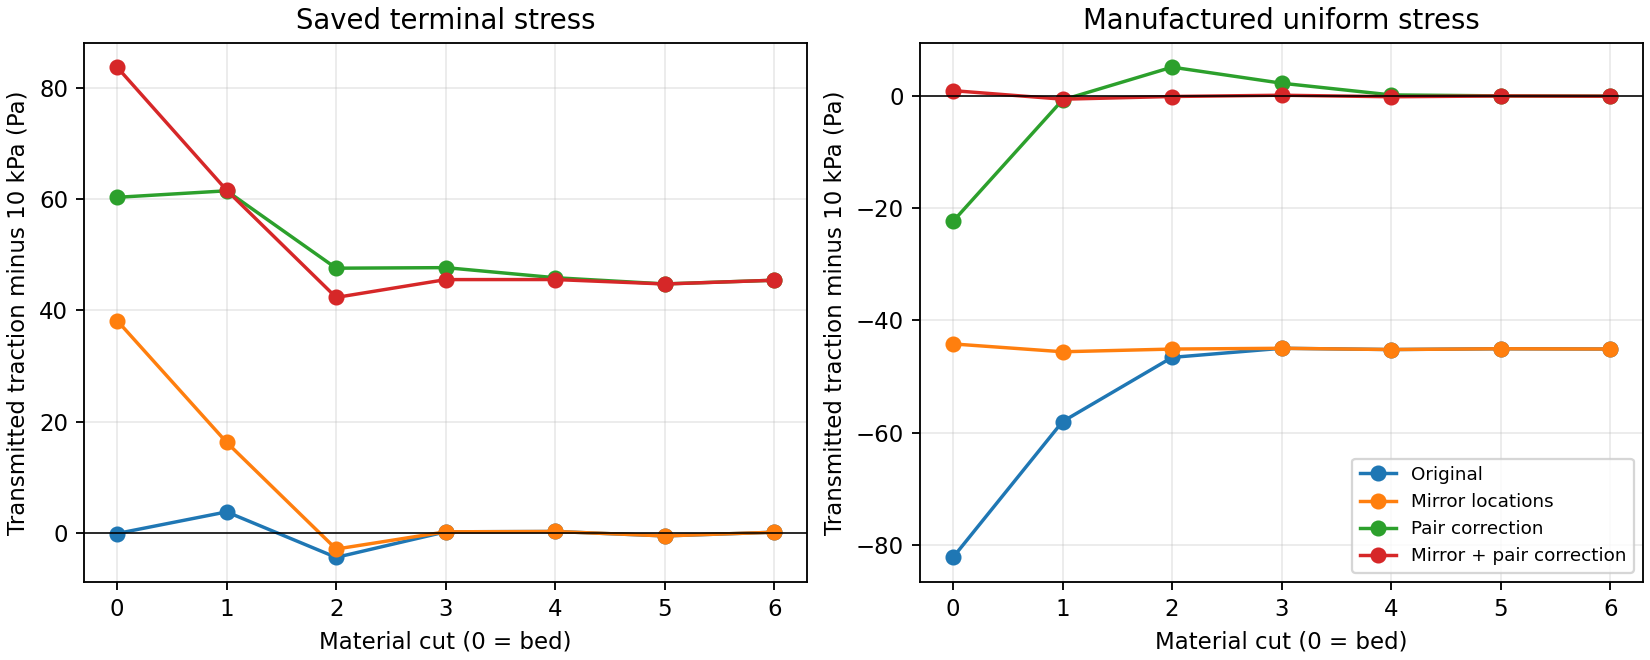 Saved terminal stress
Transmitted traction minus 10 kPa (Pa)
80
60
40
20
0
0 1 2 3 4 5 6
Material cut (0 = bed)
Manufactured uniform stress
Transmitted traction minus 10 kPa (Pa)
0
−20
−40
−60
−80
Original
Mirror locations
Pair correction
Mirror + pair correction
0 1 2 3 4 5 6
Material cut (0 = bed)